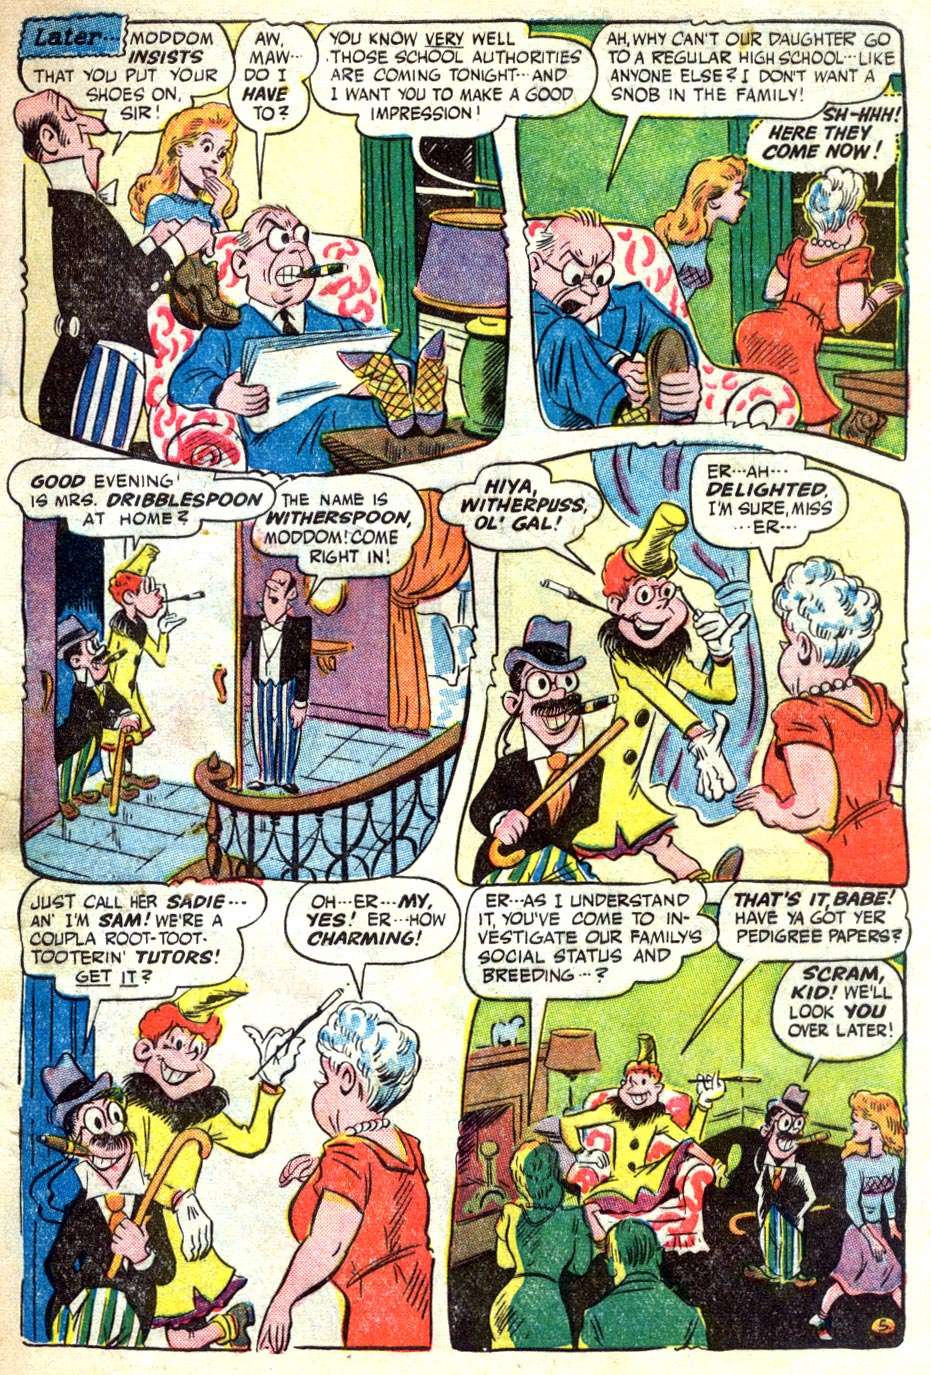 Later---
MODDOM
INSISTS
THAT YOU PUT YOUR
SHOES ON,
SIR!
AW,
MAW---
DO I
HAVE
TO?
YOU KNOW VERY WELL
THOSE SCHOOL AUTHORITIES
ARE COMING TONIGHT---AND
I WANT YOU TO MAKE A GOOD
IMPRESSION!
AH, WHY CAN'T OUR DAUGHTER GO
TO A REGULAR HIGH SCHOOL---LIKE
ANYONE ELSE? I DON'T WANT A
SNOB IN THE FAMILY!
SH-HHH!
HERE THEY
COME NOW!
GOOD EVENING!
IS MRS. DRIBBLESPOON
AT HOME?
THE NAME IS
WITHERSPOON,
MODDOM! COME
RIGHT IN!
HIYA,
WITHERPUSS,
OL' GAL!
ER---AH---
DELIGHTED,
I'M SURE, MISS
---ER---
JUST CALL HER SADIE---
AN' I'M SAM! WE'RE A
COUPLA ROOT-TOOT-
TOOTERIN' TUTORS!
GET IT?
OH---ER---MY,
YES! ER---HOW
CHARMING!
ER---AS I UNDERSTAND
IT, YOU'VE COME TO IN-
VESTIGATE OUR FAMILY'S
SOCIAL STATUS AND
BREEDING---?
THAT'S IT, BABE!
HAVE YA GOT YER
PEDIGREE PAPERS?
SCRAM,
KID! WE'LL
LOOK YOU
OVER LATER!
5